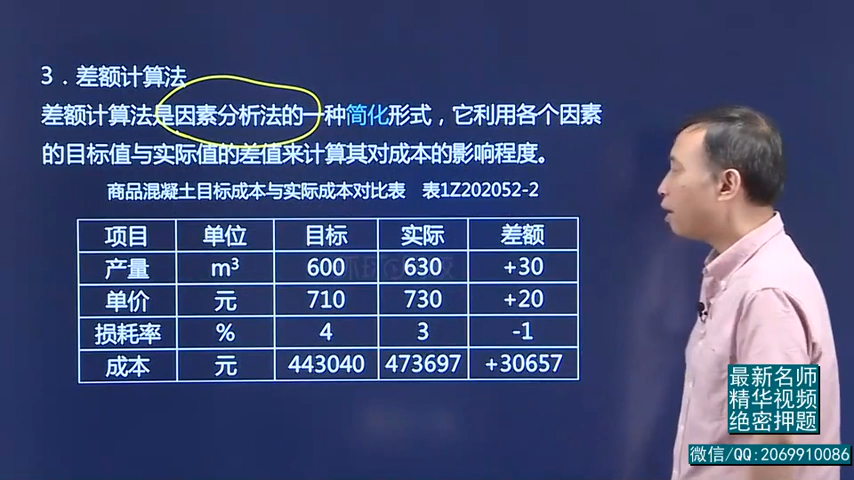 3．差额计算法
差额计算法是因素分析法的一种简化形式，它利用各个因素
的目标值与实际值的差值来计算其对成本的影响程度。
商品混凝土目标成本与实际成本对比表 表1Z202052-2
项目 单位 目标 实际 差额
产量 m³ 600 630 +30
单价 元 710 730 +20
损耗率 % 4 3 -1
成本 元 443040 473697 +30657
最新名师
精华视频
绝密押题
微信/QQ:2069910086